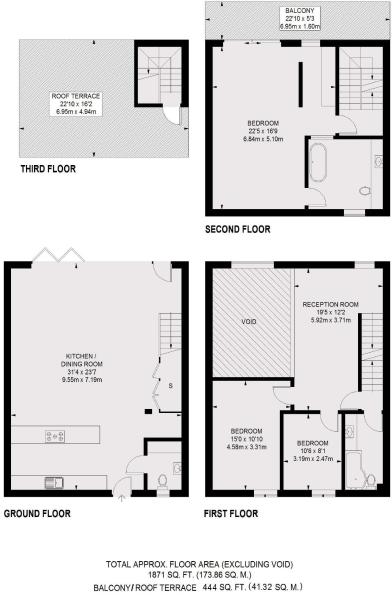 BALCONY
22'10 x 5'3
6.95m x 1.60m
ROOF TERRACE
22'10 x 16'2
6.95m x 4.94m
THIRD FLOOR
BEDROOM
22'5 x 16'9
6.84m x 5.10m
SECOND FLOOR
KITCHEN /
DINING ROOM
31'4 x 23'7
9.55m x 7.19m
S
GROUND FLOOR
RECEPTION ROOM
19'5 x 12'2
5.92m x 3.71m
VOID
BEDROOM
15'0 x 10'10
4.58m x 3.31m
BEDROOM
10'6 x 8'1
3.19m x 2.47m
FIRST FLOOR
TOTAL APPROX. FLOOR AREA (EXCLUDING VOID)
1871 SQ. FT. (173.86 SQ. M.)
BALCONY/ROOF TERRACE 444 SQ. FT. (41.32 SQ. M.)